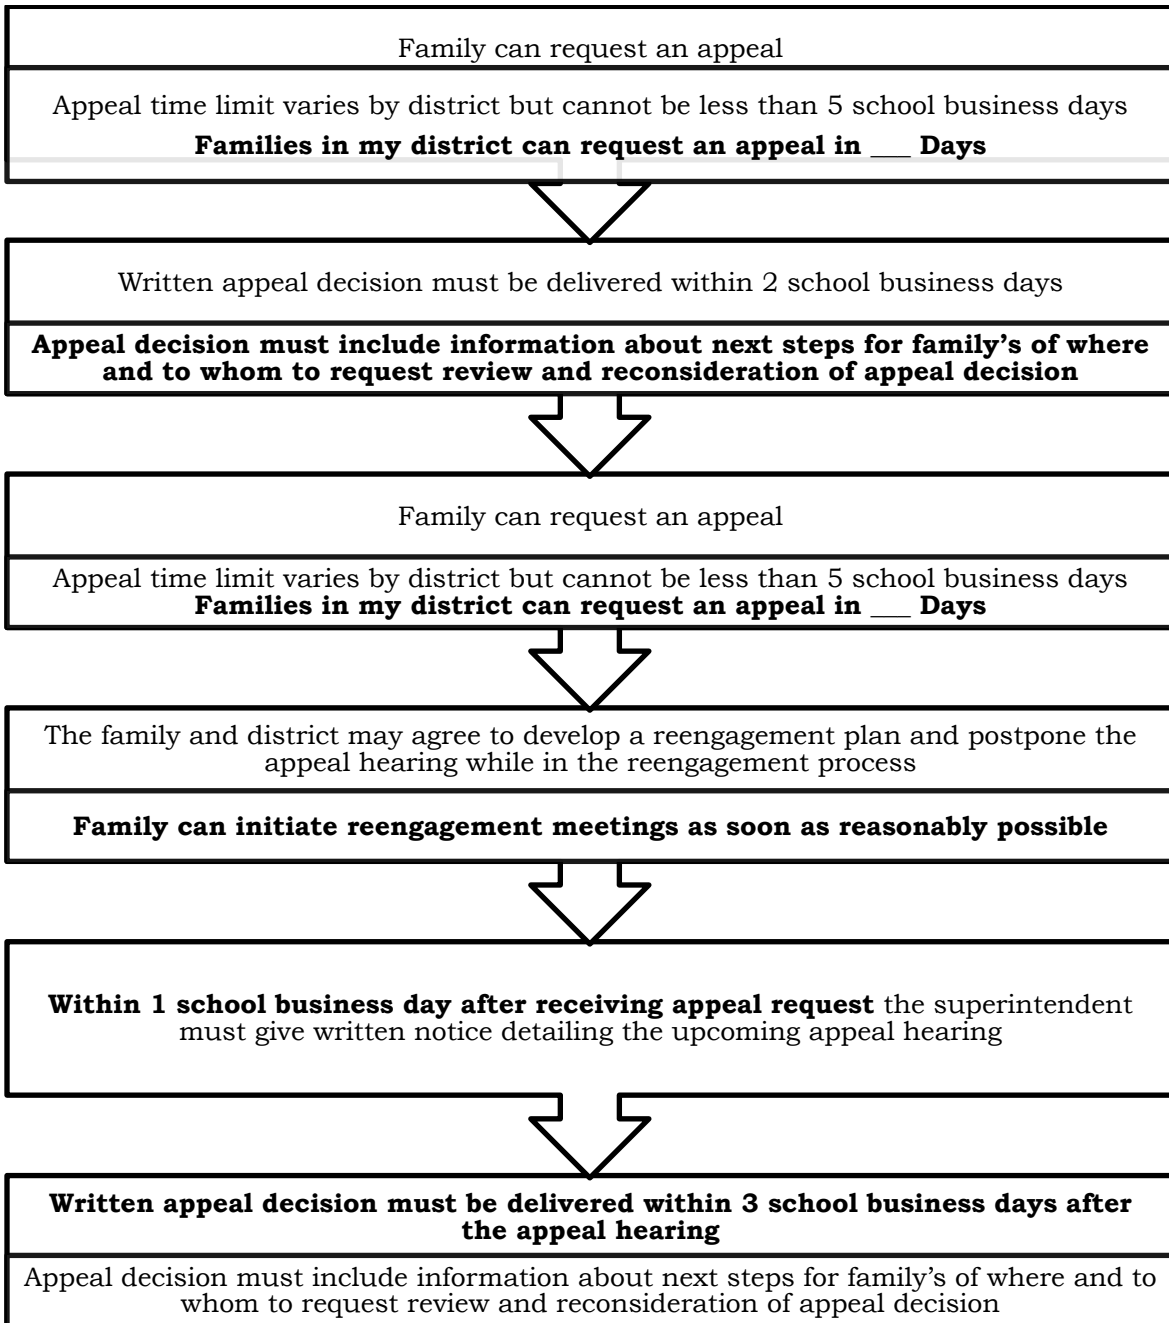 Family can request an appeal
Appeal time limit varies by district but cannot be less than 5 school business days
Families in my district can request an appeal in ___ Days
Written appeal decision must be delivered within 2 school business days
Appeal decision must include information about next steps for family's of where
and to whom to request review and reconsideration of appeal decision
Family can request an appeal
Appeal time limit varies by district but cannot be less than 5 school business days
Families in my district can request an appeal in ___ Days
The family and district may agree to develop a reengagement plan and postpone the
appeal hearing while in the reengagement process
Family can initiate reengagement meetings as soon as reasonably possible
Within 1 school business day after receiving appeal request the superintendent
must give written notice detailing the upcoming appeal hearing
Written appeal decision must be delivered within 3 school business days after
the appeal hearing
Appeal decision must include information about next steps for family's of where and to
whom to request review and reconsideration of appeal decision